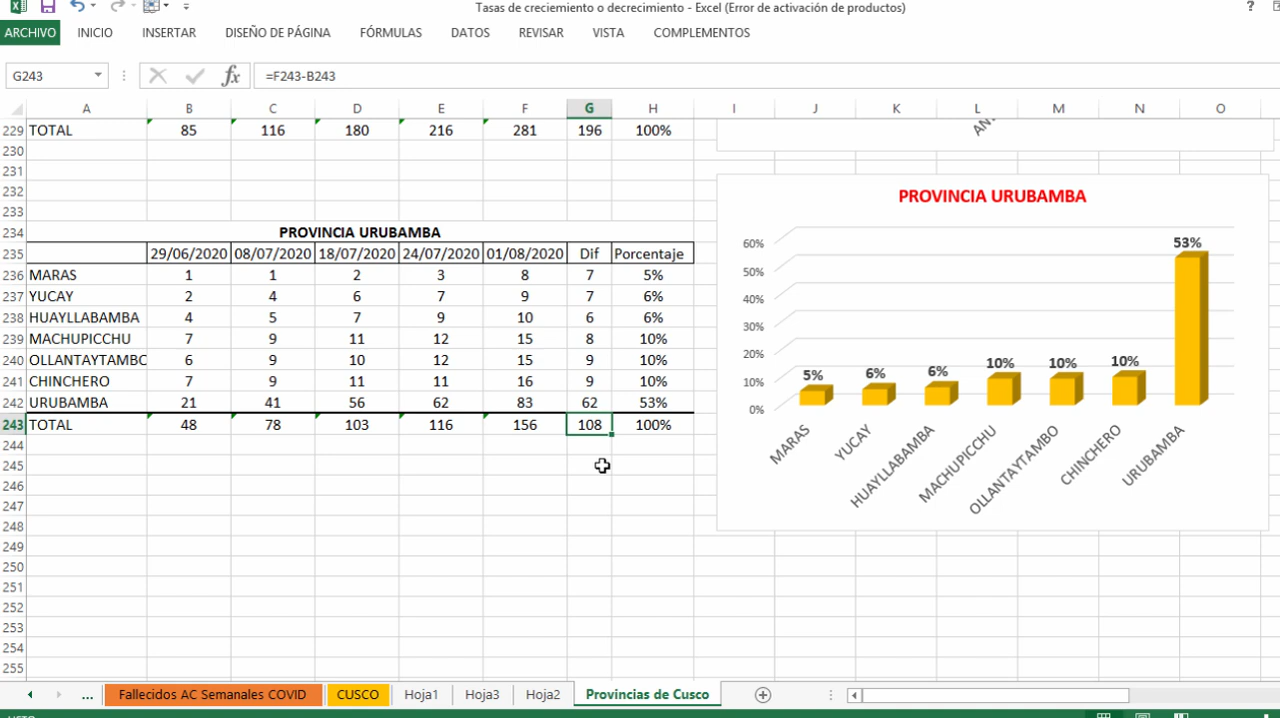 Tasas de creciemiento o decrecimiento - Excel (Error de activación de productos)
?
ARCHIVO INICIO INSERTAR DISEÑO DE PÁGINA FÓRMULAS DATOS REVISAR VISTA COMPLEMENTOS
G243 fx =F243-B243
A B C D E F G H I J K L M N O
229 TOTAL 85 116 180 216 281 196 100%
230
231
232
233
234 PROVINCIA URUBAMBA
235 29/06/2020 08/07/2020 18/07/2020 24/07/2020 01/08/2020 Dif Porcentaje
236 MARAS 1 1 2 3 8 7 5%
237 YUCAY 2 4 6 7 9 7 6%
238 HUAYLLABAMBA 4 5 7 9 10 6 6%
239 MACHUPICCHU 7 9 11 12 15 8 10%
240 OLLANTAYTAMBO 6 9 10 12 15 9 10%
241 CHINCHERO 7 9 11 11 16 9 10%
242 URUBAMBA 21 41 56 62 83 62 53%
243 TOTAL 48 78 103 116 156 108 100%
244
245
246
247
248
249
250
251
252
253
254
255
PROVINCIA URUBAMBA
60%
50%
40%
30%
20%
10%
0%
5% 6% 6% 10% 10% 10% 53%
MARAS YUCAY HUAYLLABAMBA MACHUPICCHU OLLANTAYTAMBO CHINCHERO URUBAMBA
... Fallecidos AC Semanales COVID CUSCO Hoja1 Hoja3 Hoja2 Provincias de Cusco